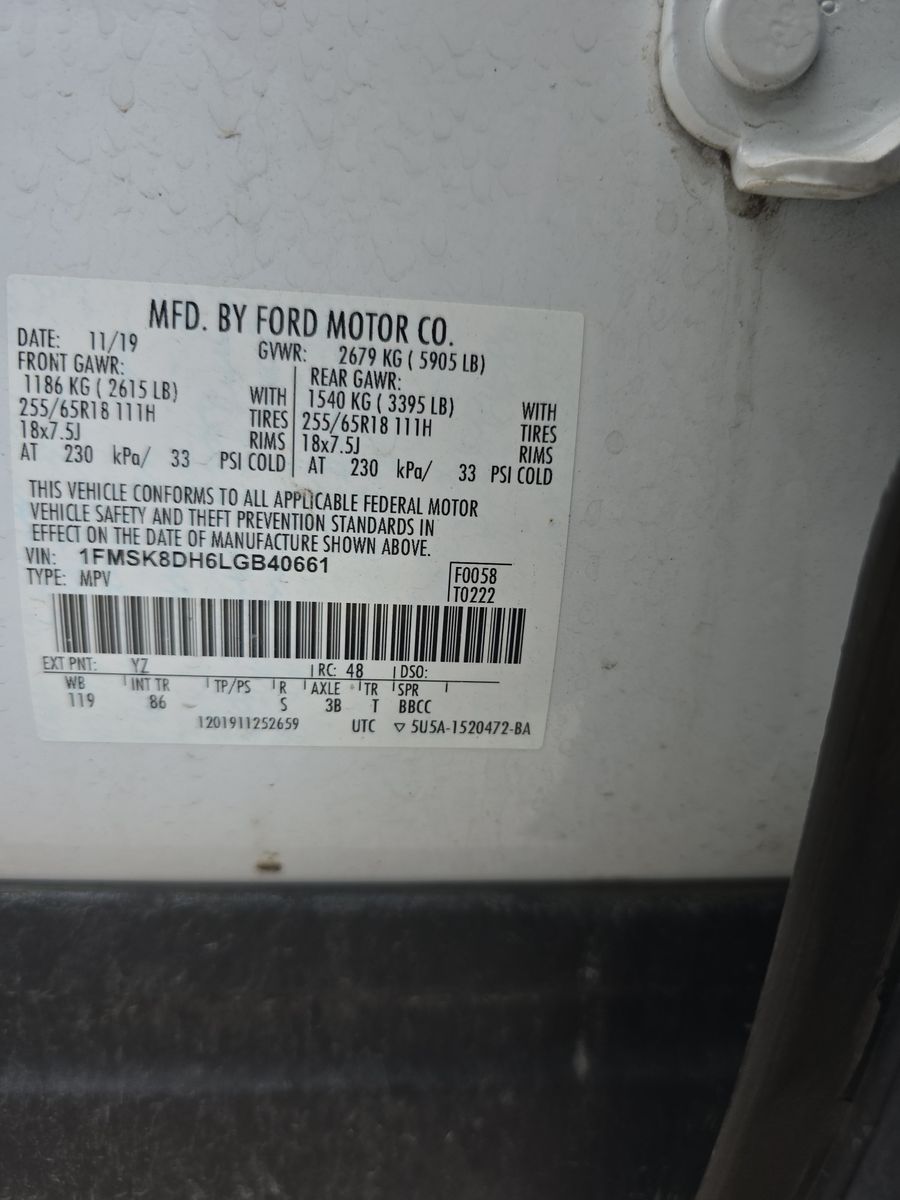 MFD. BY FORD MOTOR CO.
DATE: 11/19 GVWR: 2679 KG ( 5905 LB)
FRONT GAWR: REAR GAWR:
1186 KG ( 2615 LB) WITH 1540 KG ( 3395 LB) WITH
255/65R18 111H TIRES 255/65R18 111H TIRES
18x7.5J RIMS 18x7.5J RIMS
AT 230 kPa/ 33 PSI COLD AT 230 kPa/ 33 PSI COLD
THIS VEHICLE CONFORMS TO ALL APPLICABLE FEDERAL MOTOR
VEHICLE SAFETY AND THEFT PREVENTION STANDARDS IN
EFFECT ON THE DATE OF MANUFACTURE SHOWN ABOVE.
VIN: 1FMSK8DH6LGB40661
TYPE: MPV
F0058
T0222
EXT PNT: YZ RC: 48 DSO:
WB INT TR TP/PS R AXLE TR SPR
119 86 S 3B T BBCC
1201911252659 UTC ▽ 5U5A-1520472-BA